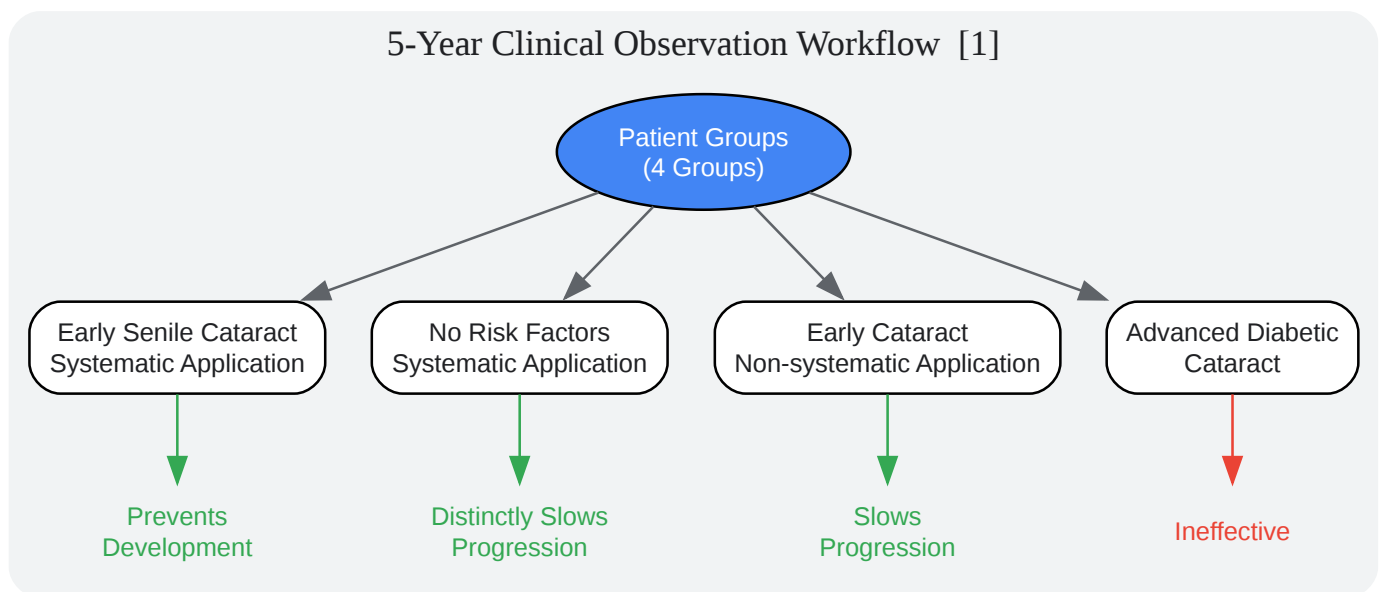 5-Year Clinical Observation Workflow  [1]
Patient Groups
(4 Groups)
Early Senile Cataract
Systematic Application
No Risk Factors
Systematic Application
Early Cataract
Non-systematic Application
Advanced Diabetic
Cataract
Prevents
Development
Distinctly Slows
Progression
Slows
Progression
Ineffective